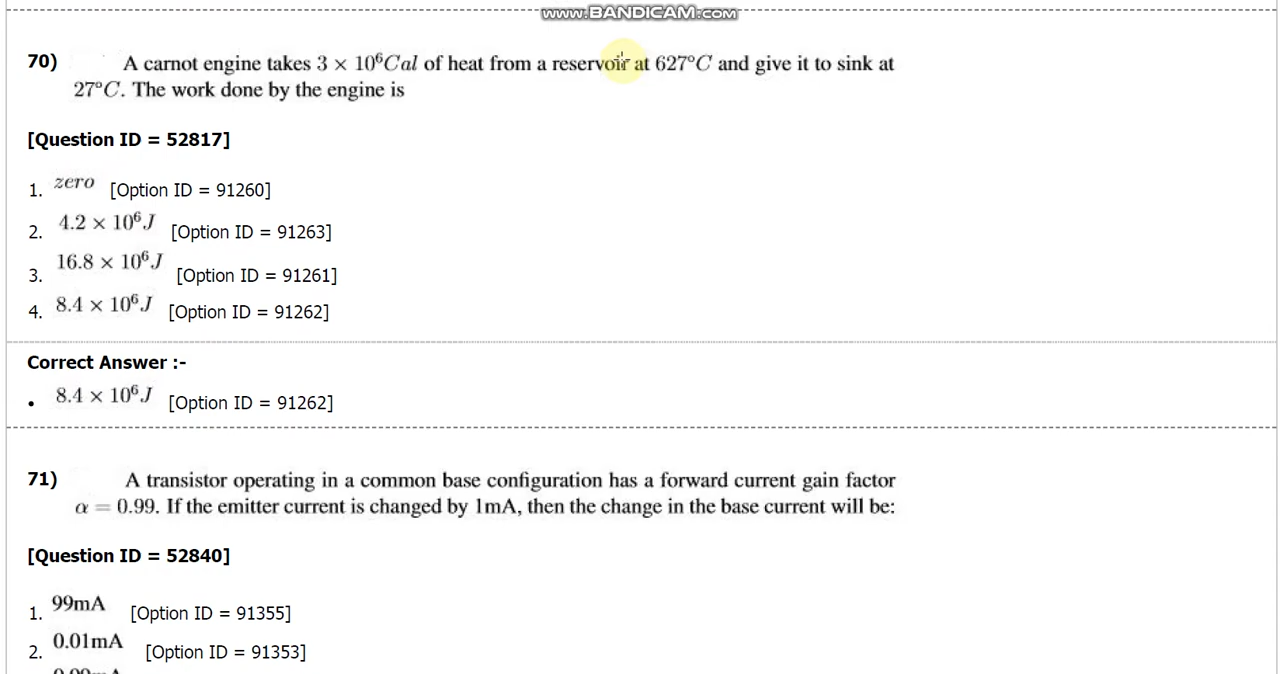 www.BANDICAM.com
70) A carnot engine takes 3 × 10⁶Cal of heat from a reservoir at 627°C and give it to sink at
27°C. The work done by the engine is
[Question ID = 52817]
1. zero [Option ID = 91260]
2. 4.2 × 10⁶J [Option ID = 91263]
3. 16.8 × 10⁶J [Option ID = 91261]
4. 8.4 × 10⁶J [Option ID = 91262]
Correct Answer :-
• 8.4 × 10⁶J [Option ID = 91262]
71) A transistor operating in a common base configuration has a forward current gain factor
α = 0.99. If the emitter current is changed by 1mA, then the change in the base current will be:
[Question ID = 52840]
1. 99mA [Option ID = 91355]
2. 0.01mA [Option ID = 91353]